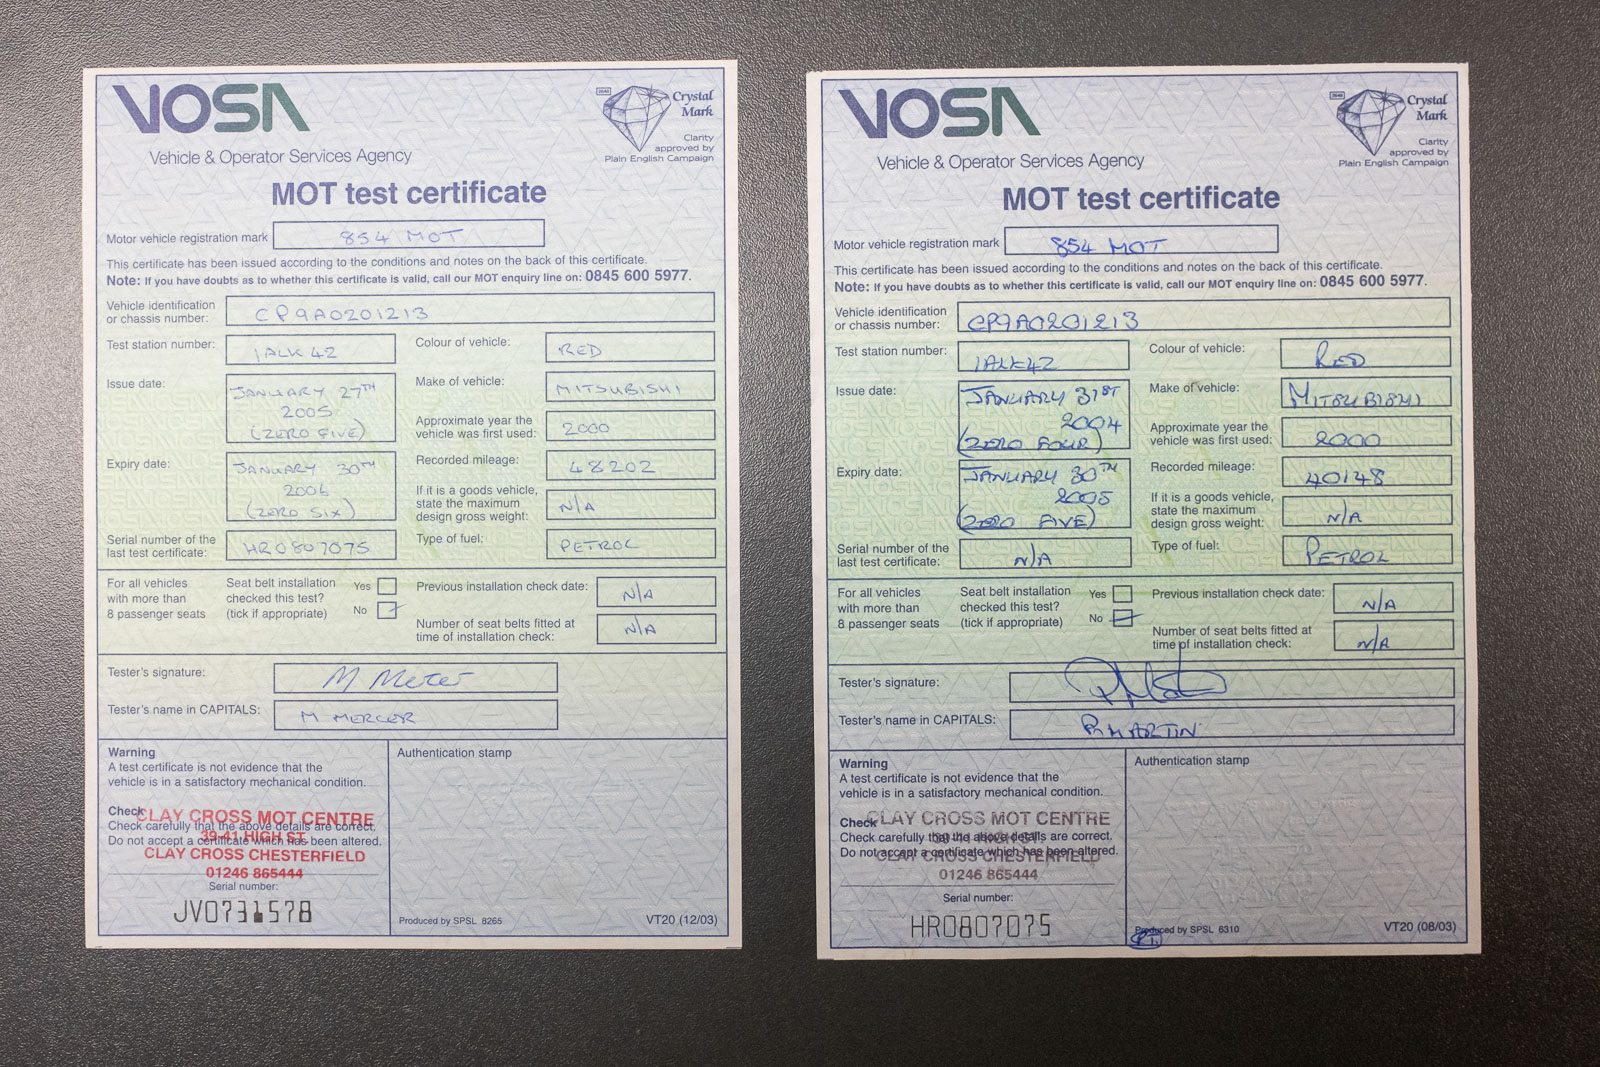 VOSA
Vehicle & Operator Services Agency
Crystal
Mark
Clarity
approved by
Plain English Campaign
MOT test certificate
Motor vehicle registration mark 854 MOT
This certificate has been issued according to the conditions and notes on the back of this certificate.
Note: If you have doubts as to whether this certificate is valid, call our MOT enquiry line on: 0845 600 5977.
Vehicle identification
or chassis number: CP9A0201213
Test station number: 1ALK42
Colour of vehicle: RED
Issue date: JANUARY 27TH
2005
(ZERO FIVE)
Make of vehicle: MITSUBISHI
Approximate year the
vehicle was first used: 2000
Expiry date: JANUARY 30TH
2006
(ZERO SIX)
Recorded mileage: 48202
If it is a goods vehicle,
state the maximum
design gross weight: N/A
Serial number of the
last test certificate: HR0807075
Type of fuel: PETROL
For all vehicles
with more than
8 passenger seats
Seat belt installation
checked this test?
(tick if appropriate)
Yes
No
Previous installation check date: N/A
Number of seat belts fitted at
time of installation check: N/A
Tester's signature: M Mercer
Tester's name in CAPITALS: M MERCER
Warning
A test certificate is not evidence that the
vehicle is in a satisfactory mechanical condition.
Check
Check carefully that the above details are correct.
Do not accept a certificate which has been altered.
CLAY CROSS MOT CENTRE
39-41 HIGH ST
CLAY CROSS CHESTERFIELD
01246 865444
Serial number:
JV0731578
Authentication stamp
Produced by SPSL 8265
VT20 (12/03)
VOSA
Vehicle & Operator Services Agency
Crystal
Mark
Clarity
approved by
Plain English Campaign
MOT test certificate
Motor vehicle registration mark 854 MOT
This certificate has been issued according to the conditions and notes on the back of this certificate.
Note: If you have doubts as to whether this certificate is valid, call our MOT enquiry line on: 0845 600 5977.
Vehicle identification
or chassis number: CP9A0201213
Test station number: 1ALK42
Colour of vehicle: RED
Issue date: JANUARY 31ST
2004
(ZERO FOUR)
Make of vehicle: MITSUBISHI
Approximate year the
vehicle was first used: 2000
Expiry date: JANUARY 30TH
2005
(ZERO FIVE)
Recorded mileage: 40148
If it is a goods vehicle,
state the maximum
design gross weight: N/A
Serial number of the
last test certificate: N/A
Type of fuel: PETROL
For all vehicles
with more than
8 passenger seats
Seat belt installation
checked this test?
(tick if appropriate)
Yes
No
Previous installation check date: N/A
Number of seat belts fitted at
time of installation check: N/A
Tester's signature:
Tester's name in CAPITALS: P. MARTIN
Warning
A test certificate is not evidence that the
vehicle is in a satisfactory mechanical condition.
Check
Check carefully that the above details are correct.
Do not accept a certificate which has been altered.
CLAY CROSS MOT CENTRE
39-41 HIGH ST
CLAY CROSS CHESTERFIELD
01246 865444
Serial number:
HR0807075
Authentication stamp
Produced by SPSL 6310
VT20 (08/03)